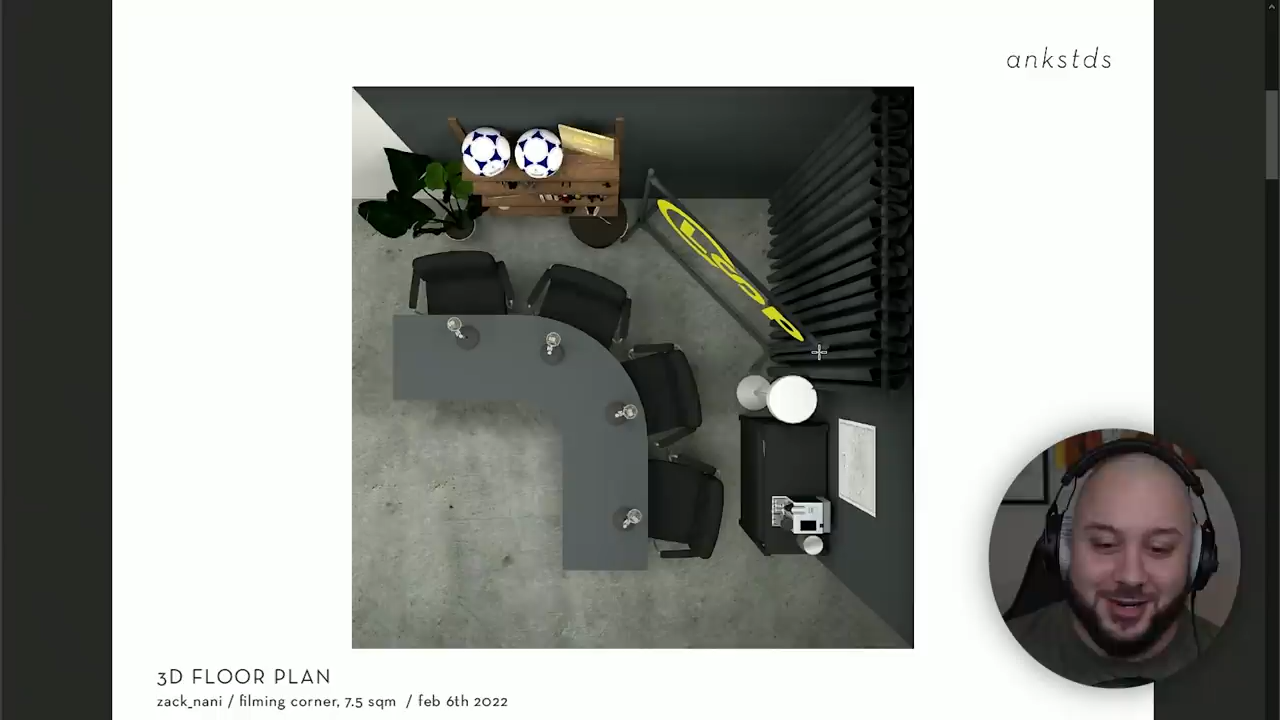 ankstds
3D FLOOR PLAN
zack_nani / filming corner, 7.5 sqm / feb 6th 2022